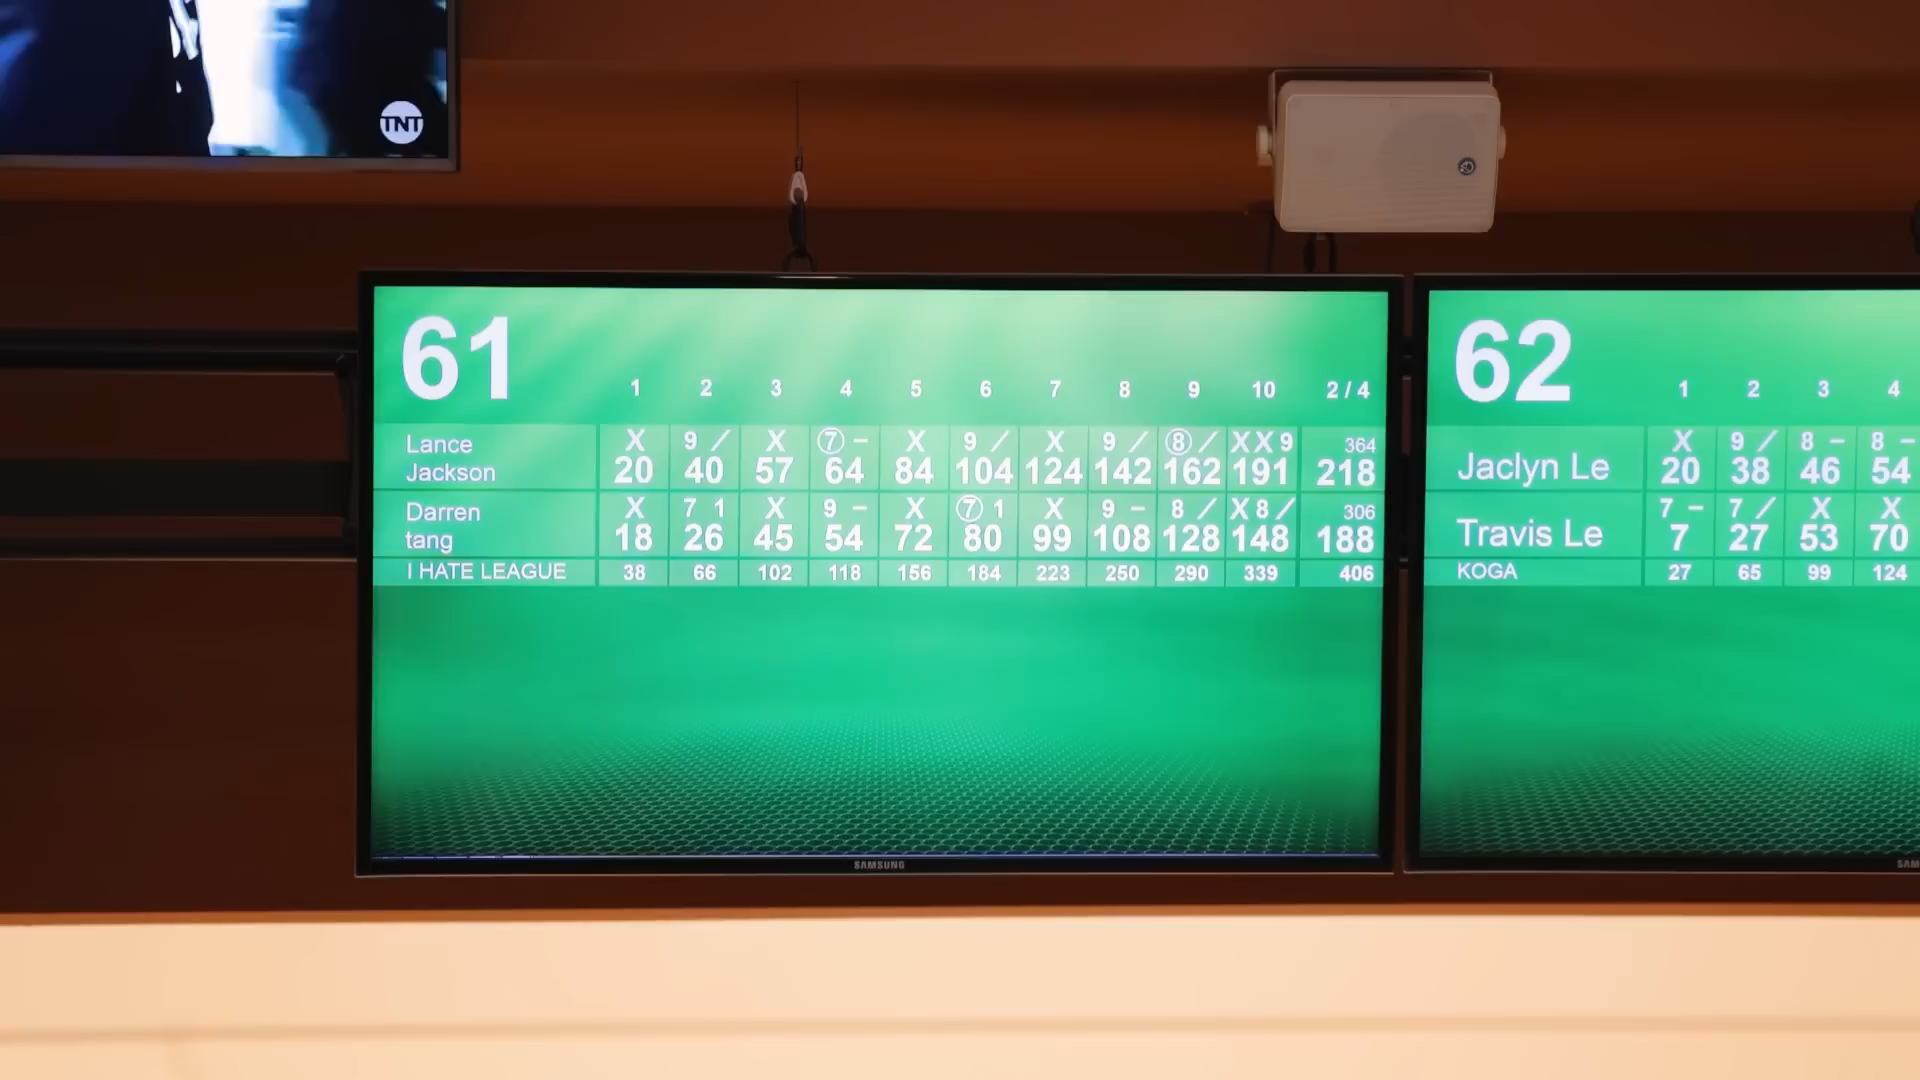 TNT
61
1 2 3 4 5 6 7 8 9 10 2 / 4
Lance Jackson
X 9 / X 7 - X 9 / X 9 / 8 / X X 9 364
20 40 57 64 84 104 124 142 162 191 218
Darren tang
X 7 1 X 9 - X 7 1 X 9 - 8 / X 8 / 306
18 26 45 54 72 80 99 108 128 148 188
I HATE LEAGUE 38 66 102 118 156 184 223 250 290 339 406
SAMSUNG
62
1 2 3 4
Jaclyn Le
X 9 / 8 - 8 -
20 38 46 54
Travis Le
7 - 7 / X X
7 27 53 70
KOGA 27 65 99 124
SAM